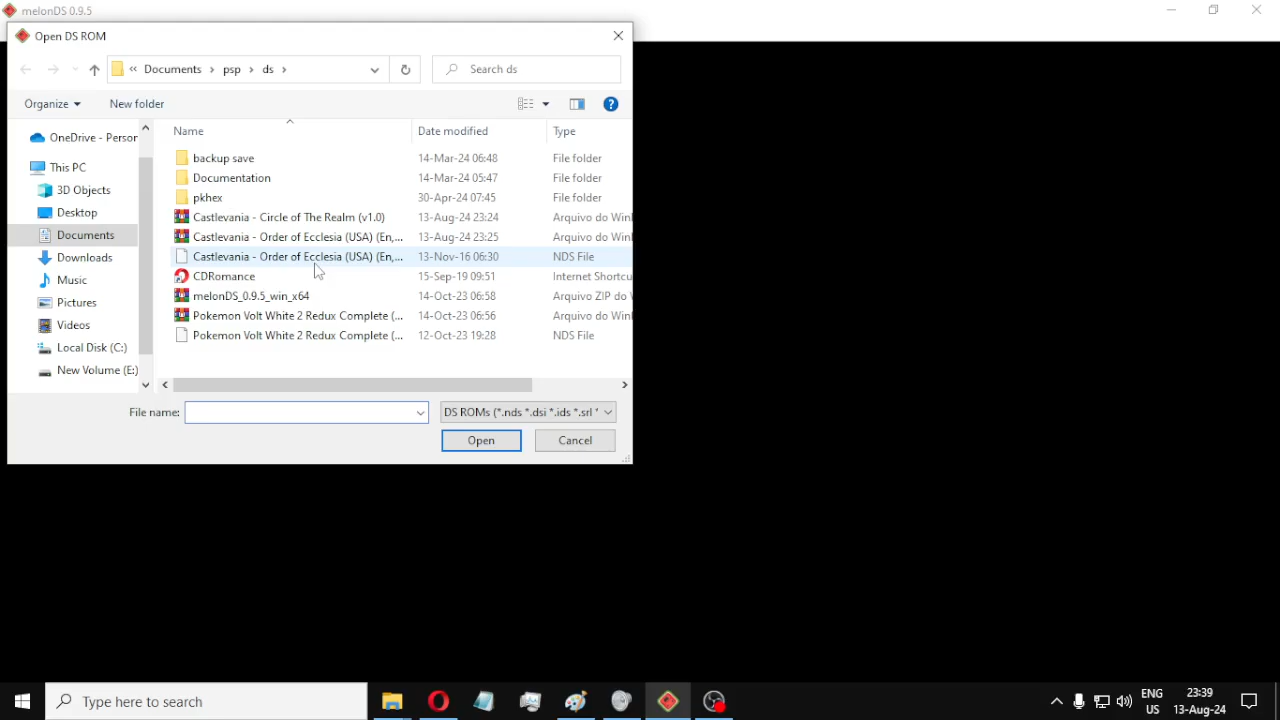 melonDS 0.9.5
Open DS ROM
« Documents › psp › ds ›
Search ds
Organize
New folder
Name
Date modified
Type
OneDrive - Person
This PC
3D Objects
Desktop
Documents
Downloads
Music
Pictures
Videos
Local Disk (C:)
New Volume (E:)
backup save 14-Mar-24 06:48 File folder
Documentation 14-Mar-24 05:47 File folder
pkhex 30-Apr-24 07:45 File folder
Castlevania - Circle of The Realm (v1.0) 13-Aug-24 23:24 Arquivo do Win
Castlevania - Order of Ecclesia (USA) (En,... 13-Aug-24 23:25 Arquivo do Win
Castlevania - Order of Ecclesia (USA) (En,... 13-Nov-16 06:30 NDS File
CDRomance 15-Sep-19 09:51 Internet Shortcu
melonDS_0.9.5_win_x64 14-Oct-23 06:58 Arquivo ZIP do W
Pokemon Volt White 2 Redux Complete (... 14-Oct-23 06:56 Arquivo do Win
Pokemon Volt White 2 Redux Complete (... 12-Oct-23 19:28 NDS File
File name:
DS ROMs (*.nds *.dsi *.ids *.srl *
Open
Cancel
Type here to search
ENG
US
23:39
13-Aug-24